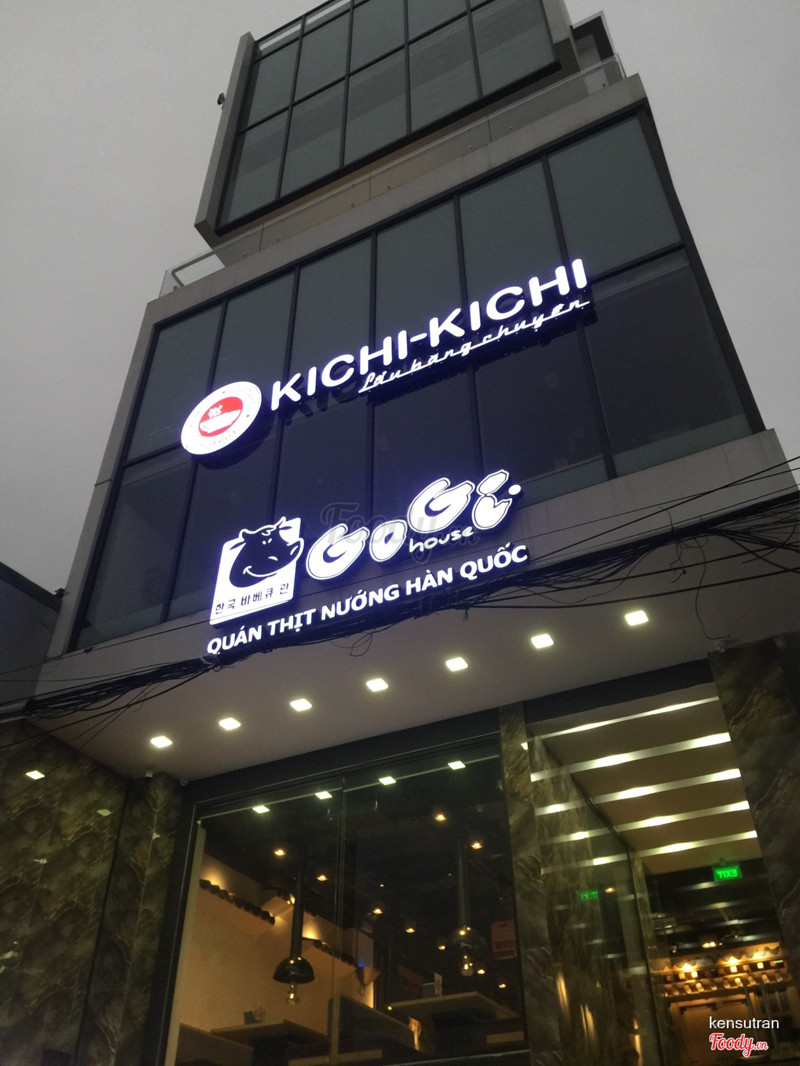 KICHI-KICHI
Lẩu băng chuyền
GoGi
house
한국 바베큐 관
QUÁN THỊT NƯỚNG HÀN QUỐC
EXIT
kensutran
Foody.vn